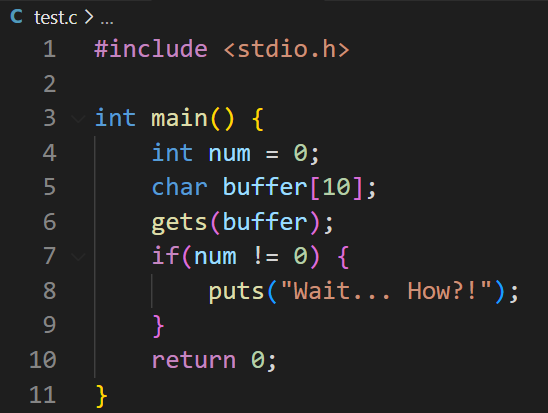 C test.c > ...
1 #include <stdio.h>
2
3 int main() {
4     int num = 0;
5     char buffer[10];
6     gets(buffer);
7     if(num != 0) {
8         puts("Wait... How?!");
9     }
10     return 0;
11 }